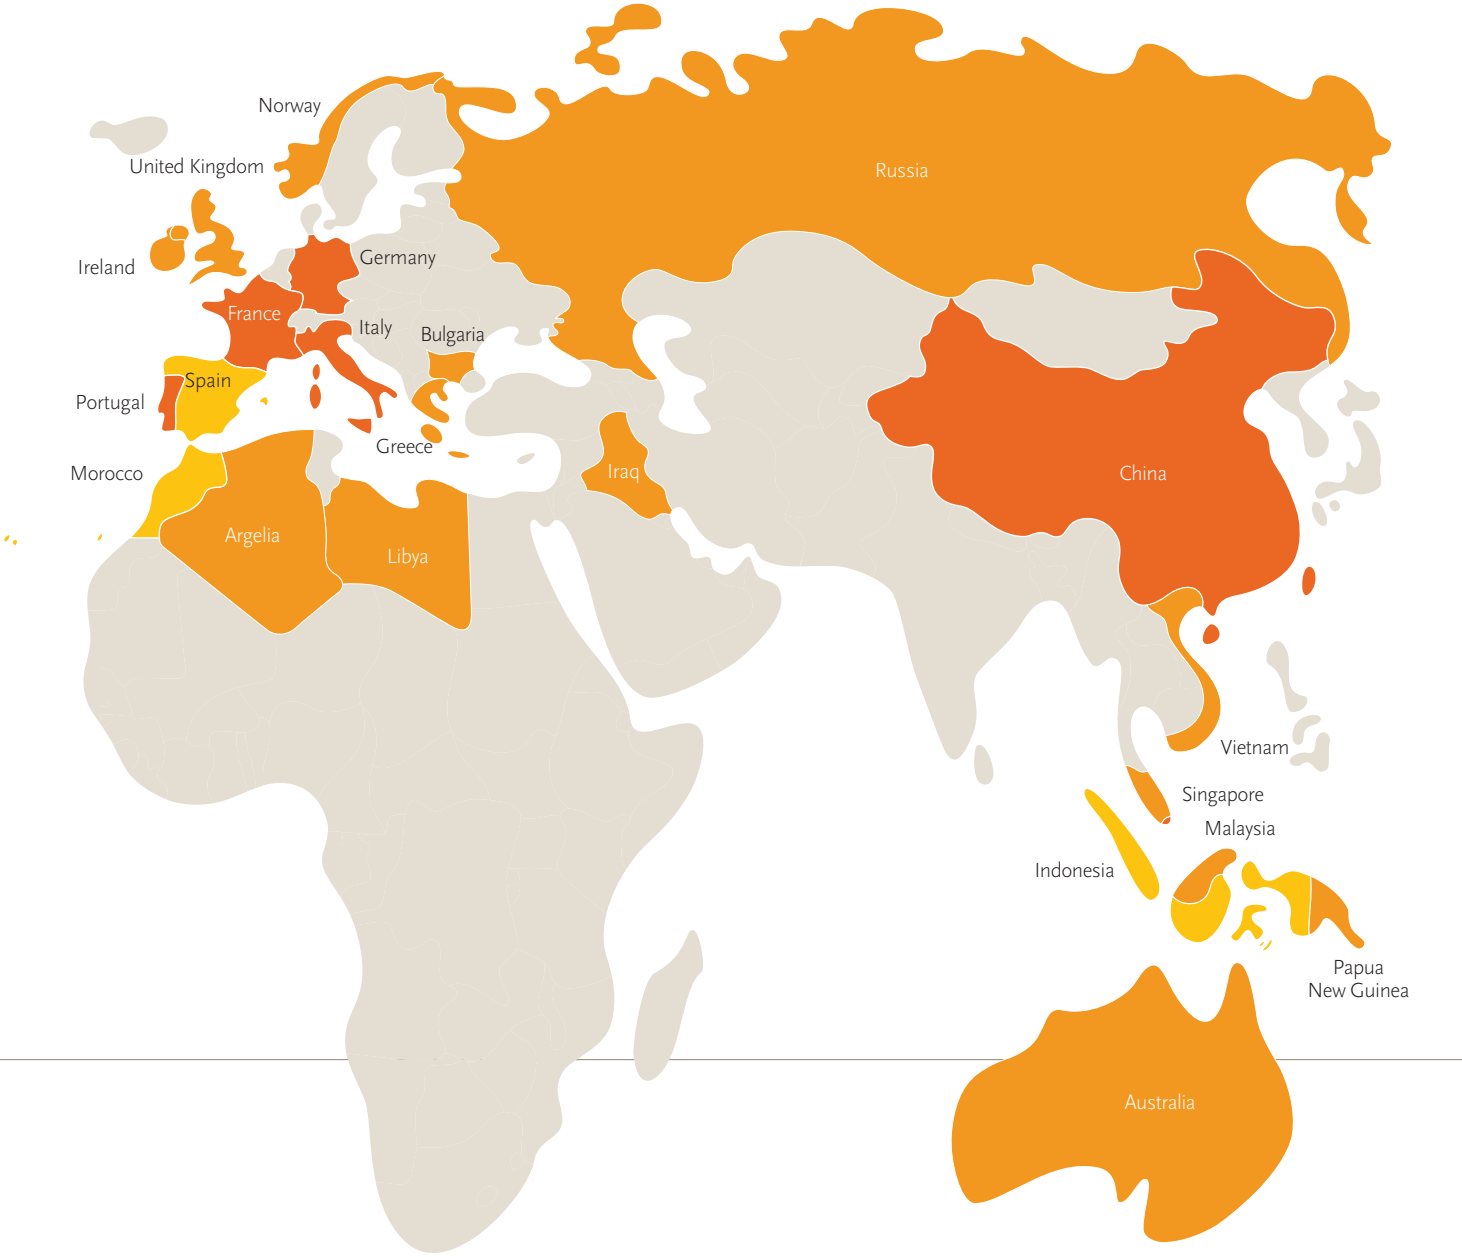 Norway
United Kingdom
Russia
Ireland
Germany
France
Italy
Bulgaria
Spain
Portugal
Greece
Morocco
Iraq
China
Argelia
Libya
Vietnam
Singapore
Malaysia
Indonesia
Papua
New Guinea
Australia